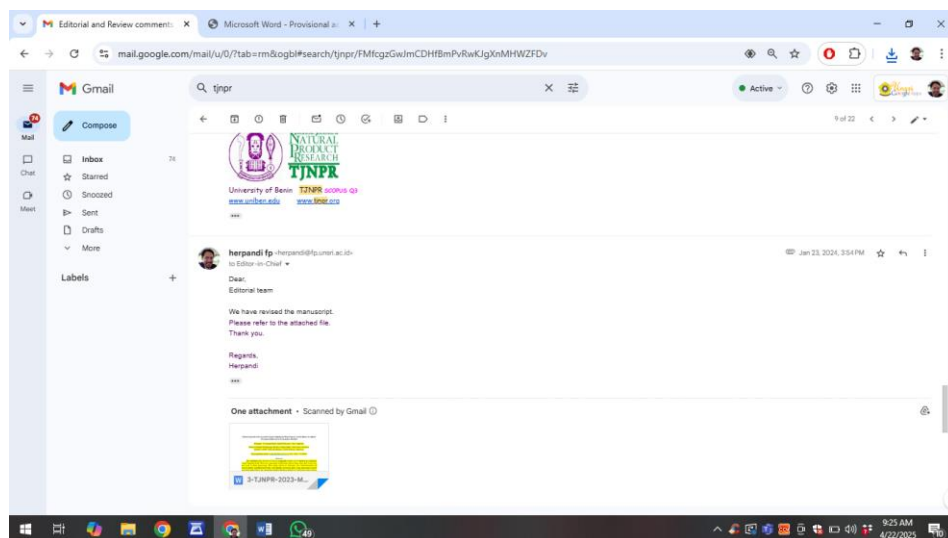 Editorial and Review comments
Microsoft Word - Provisional ac
mail.google.com/mail/u/0/?tab=rm&ogbl#search/tjnpr/FMfcgzGwJmCDHfBmPvRwKJgXnMHWZFDv
Gmail
tjnpr
Active
74
Mail
Compose
9 of 22
Inbox 74
Chat
Starred
Snoozed
Meet
Sent
Drafts
More
Labels
NATURAL
PRODUCT
RESEARCH
TJNPR
University of Benin TJNPR SCOPUS Q3
www.uniben.edu www.tjnpr.org
herpandi fp <herpandi@fp.unsri.ac.id>
Jan 23, 2024, 3:54 PM
to Editor-in-Chief
Dear,
Editorial team
We have revised the manuscript.
Please refer to the attached file.
Thank you.
Regards,
Herpandi
One attachment • Scanned by Gmail
3-TJNPR-2023-M...
49
9:25 AM
4/22/2025